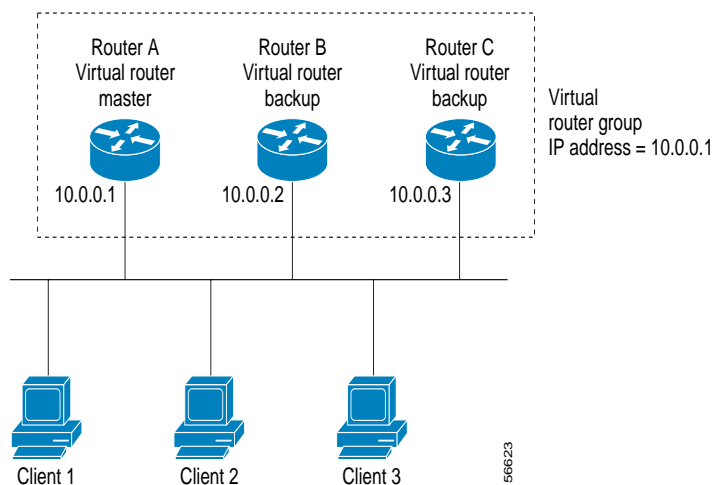 Router A
Virtual router
master
Router B
Virtual router
backup
Router C
Virtual router
backup
Virtual
router group
IP address = 10.0.0.1
10.0.0.1
10.0.0.2
10.0.0.3
Client 1
Client 2
Client 3
56623